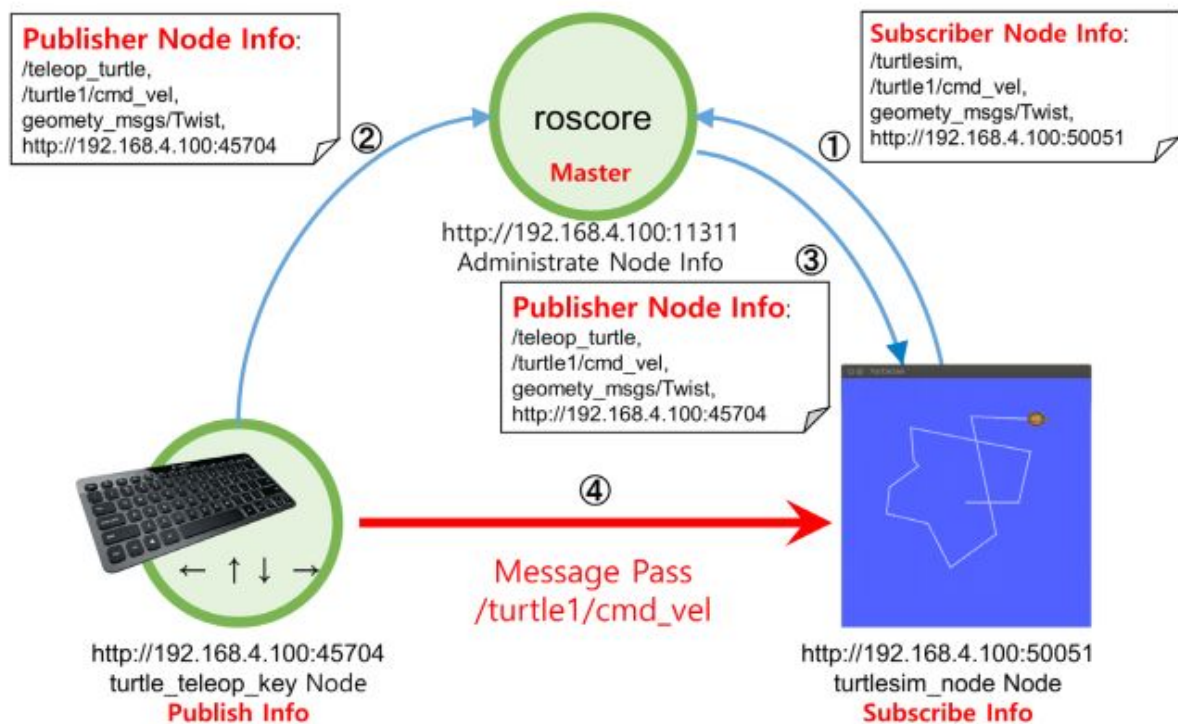 Publisher Node Info:
/teleop_turtle,
/turtle1/cmd_vel,
geomety_msgs/Twist,
http://192.168.4.100:45704
②
roscore
Master
http://192.168.4.100:11311
Administrate Node Info
①
Subscriber Node Info:
/turtlesim,
/turtle1/cmd_vel,
geomety_msgs/Twist,
http://192.168.4.100:50051
③
Publisher Node Info:
/teleop_turtle,
/turtle1/cmd_vel,
geomety_msgs/Twist,
http://192.168.4.100:45704
← ↑ ↓ →
④
Message Pass
/turtle1/cmd_vel
http://192.168.4.100:45704
turtle_teleop_key Node
Publish Info
http://192.168.4.100:50051
turtlesim_node Node
Subscribe Info